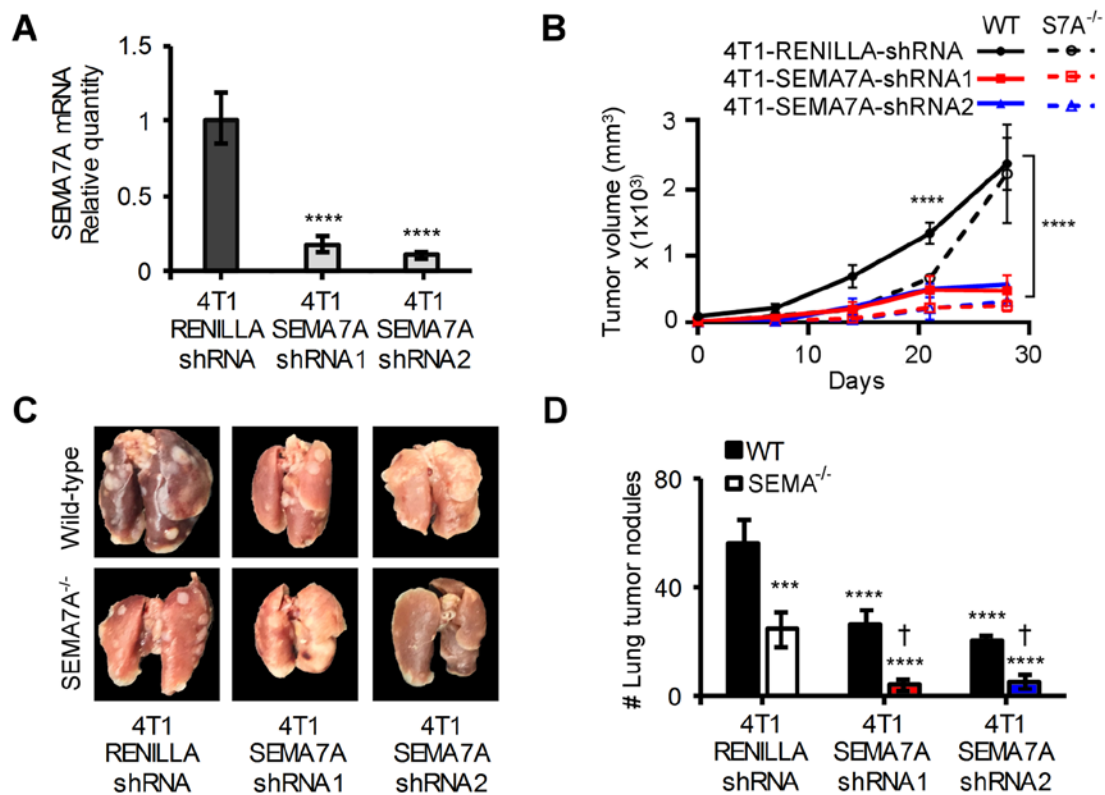 A
SEMA7A mRNA
Relative quantity
1.5
1
0.5
0
****
****
4T1
RENILLA
shRNA
4T1
SEMA7A
shRNA1
4T1
SEMA7A
shRNA2
B
WT S7A-/-
4T1-RENILLA-shRNA
4T1-SEMA7A-shRNA1
4T1-SEMA7A-shRNA2
Tumor volume (mm³)
x (1x10³)
3
2
1
0
****
****
0 10 20 30
Days
C
Wild-type
SEMA7A-/-
4T1
RENILLA
shRNA
4T1
SEMA7A
shRNA1
4T1
SEMA7A
shRNA2
D
WT
SEMA-/-
# Lung tumor nodules
80
40
0
***
****
†
****
****
†
****
4T1
RENILLA
shRNA
4T1
SEMA7A
shRNA1
4T1
SEMA7A
shRNA2